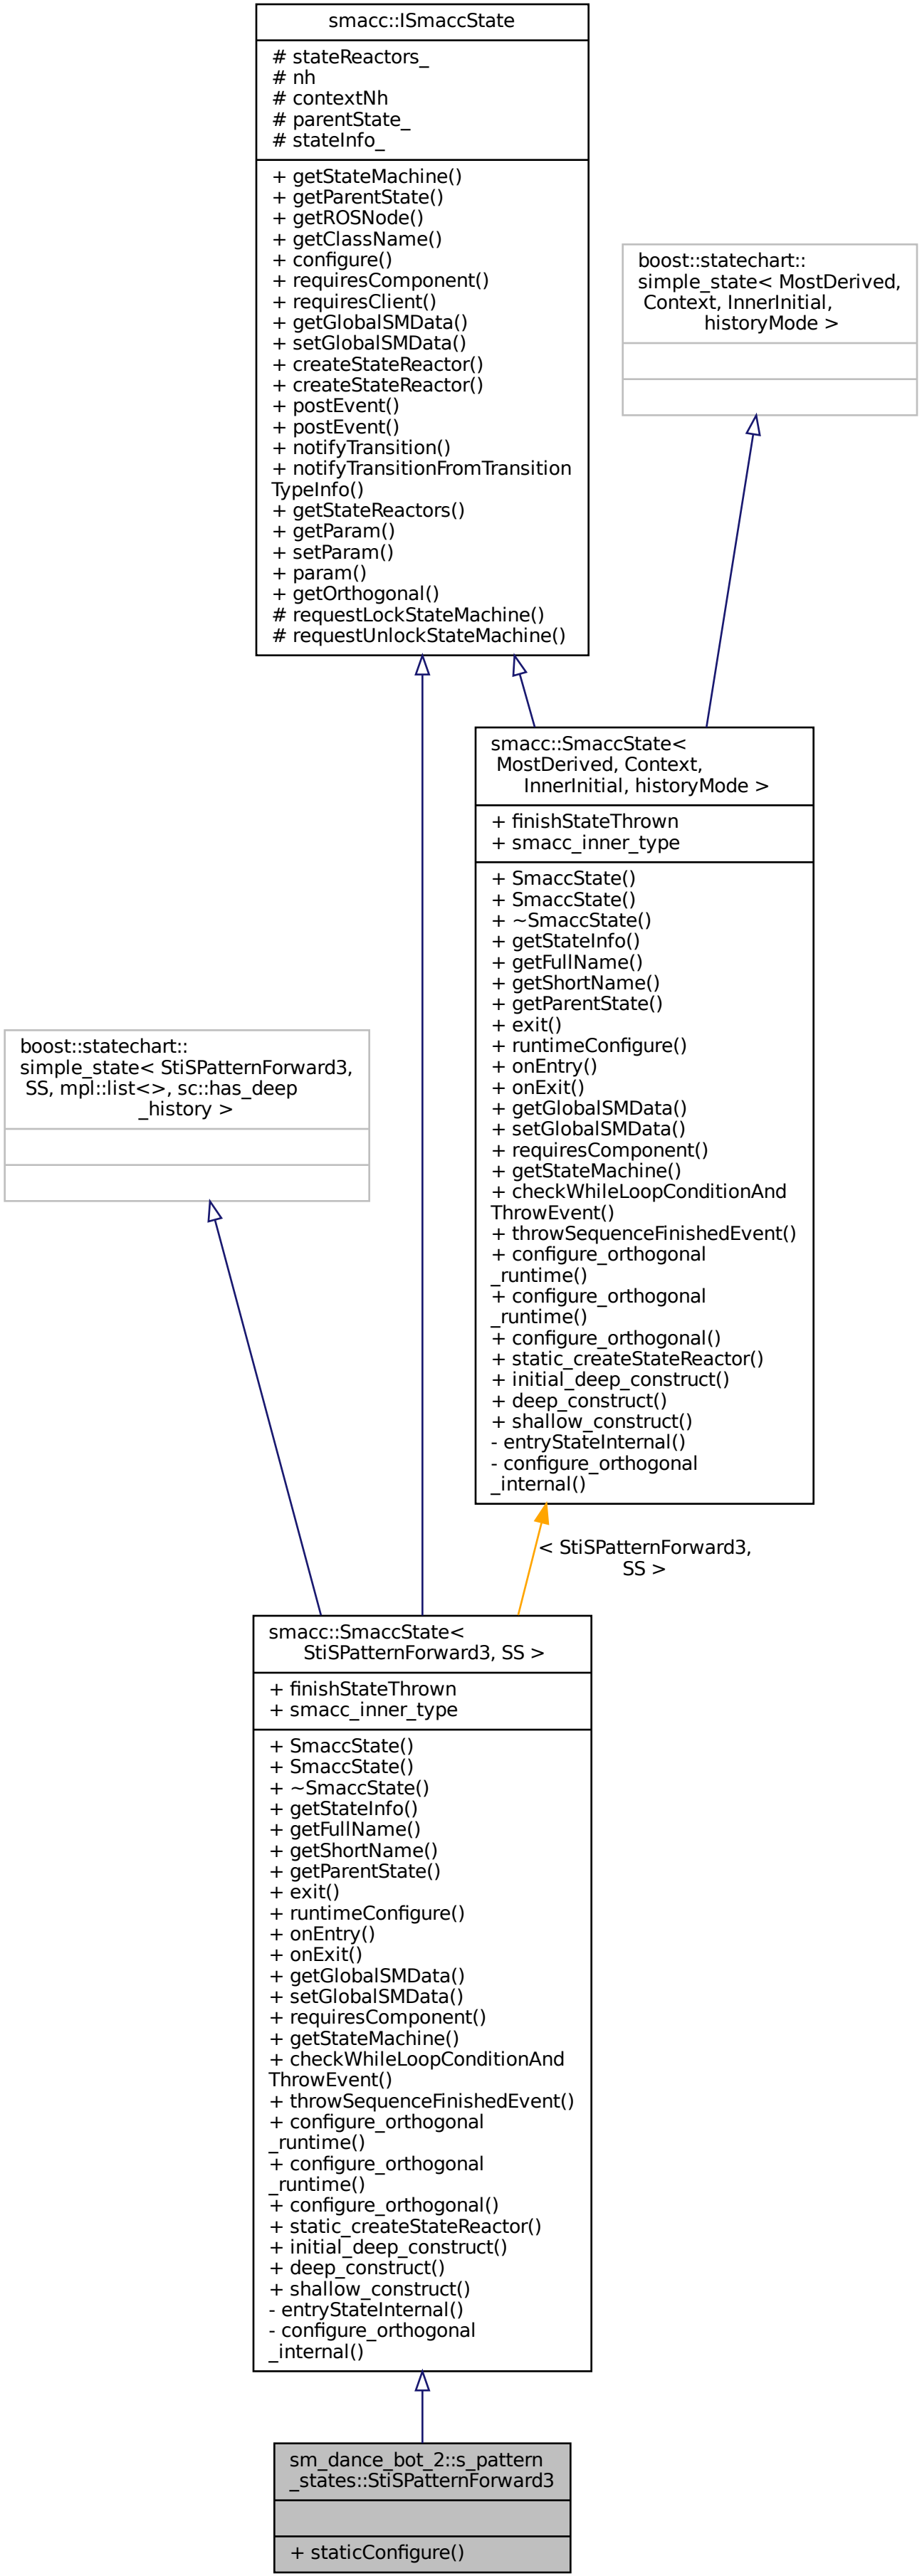 smacc::ISmaccState
# stateReactors_
# nh
# contextNh
# parentState_
# stateInfo_
+ getStateMachine()
+ getParentState()
+ getROSNode()
+ getClassName()
+ configure()
+ requiresComponent()
+ requiresClient()
+ getGlobalSMData()
+ setGlobalSMData()
+ createStateReactor()
+ createStateReactor()
+ postEvent()
+ postEvent()
+ notifyTransition()
+ notifyTransitionFromTransition
TypeInfo()
+ getStateReactors()
+ getParam()
+ setParam()
+ param()
+ getOrthogonal()
# requestLockStateMachine()
# requestUnlockStateMachine()
boost::statechart::
simple_state< MostDerived,
Context, InnerInitial,
historyMode >
smacc::SmaccState<
MostDerived, Context,
InnerInitial, historyMode >
+ finishStateThrown
+ smacc_inner_type
+ SmaccState()
+ SmaccState()
+ ~SmaccState()
+ getStateInfo()
+ getFullName()
+ getShortName()
+ getParentState()
+ exit()
+ runtimeConfigure()
+ onEntry()
+ onExit()
+ getGlobalSMData()
+ setGlobalSMData()
+ requiresComponent()
+ getStateMachine()
+ checkWhileLoopConditionAnd
ThrowEvent()
+ throwSequenceFinishedEvent()
+ configure_orthogonal
_runtime()
+ configure_orthogonal
_runtime()
+ configure_orthogonal()
+ static_createStateReactor()
+ initial_deep_construct()
+ deep_construct()
+ shallow_construct()
- entryStateInternal()
- configure_orthogonal
_internal()
boost::statechart::
simple_state< StiSPatternForward3,
SS, mpl::list<>, sc::has_deep
_history >
< StiSPatternForward3,
SS >
smacc::SmaccState<
StiSPatternForward3, SS >
+ finishStateThrown
+ smacc_inner_type
+ SmaccState()
+ SmaccState()
+ ~SmaccState()
+ getStateInfo()
+ getFullName()
+ getShortName()
+ getParentState()
+ exit()
+ runtimeConfigure()
+ onEntry()
+ onExit()
+ getGlobalSMData()
+ setGlobalSMData()
+ requiresComponent()
+ getStateMachine()
+ checkWhileLoopConditionAnd
ThrowEvent()
+ throwSequenceFinishedEvent()
+ configure_orthogonal
_runtime()
+ configure_orthogonal
_runtime()
+ configure_orthogonal()
+ static_createStateReactor()
+ initial_deep_construct()
+ deep_construct()
+ shallow_construct()
- entryStateInternal()
- configure_orthogonal
_internal()
sm_dance_bot_2::s_pattern
_states::StiSPatternForward3
+ staticConfigure()